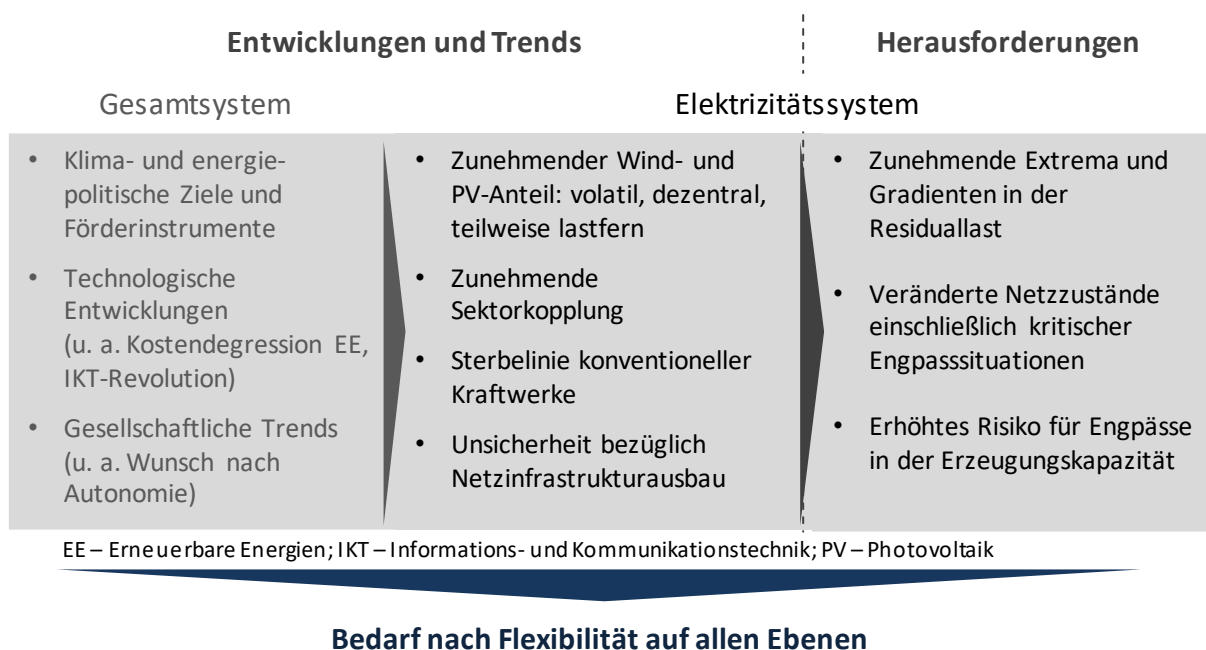 Entwicklungen und Trends
Herausforderungen
Gesamtsystem
Elektrizitätssystem
• Klima- und energie-
politische Ziele und
Förderinstrumente
• Technologische
Entwicklungen
(u. a. Kostendegression EE,
IKT-Revolution)
• Gesellschaftliche Trends
(u. a. Wunsch nach
Autonomie)
• Zunehmender Wind- und
PV-Anteil: volatil, dezentral,
teilweise lastfern
• Zunehmende
Sektorkopplung
• Sterbelinie konventioneller
Kraftwerke
• Unsicherheit bezüglich
Netzinfrastrukturausbau
• Zunehmende Extrema und
Gradienten in der
Residuallast
• Veränderte Netzzustände
einschließlich kritischer
Engpasssituationen
• Erhöhtes Risiko für Engpässe
in der Erzeugungskapazität
EE – Erneuerbare Energien; IKT – Informations- und Kommunikationstechnik; PV – Photovoltaik
Bedarf nach Flexibilität auf allen Ebenen